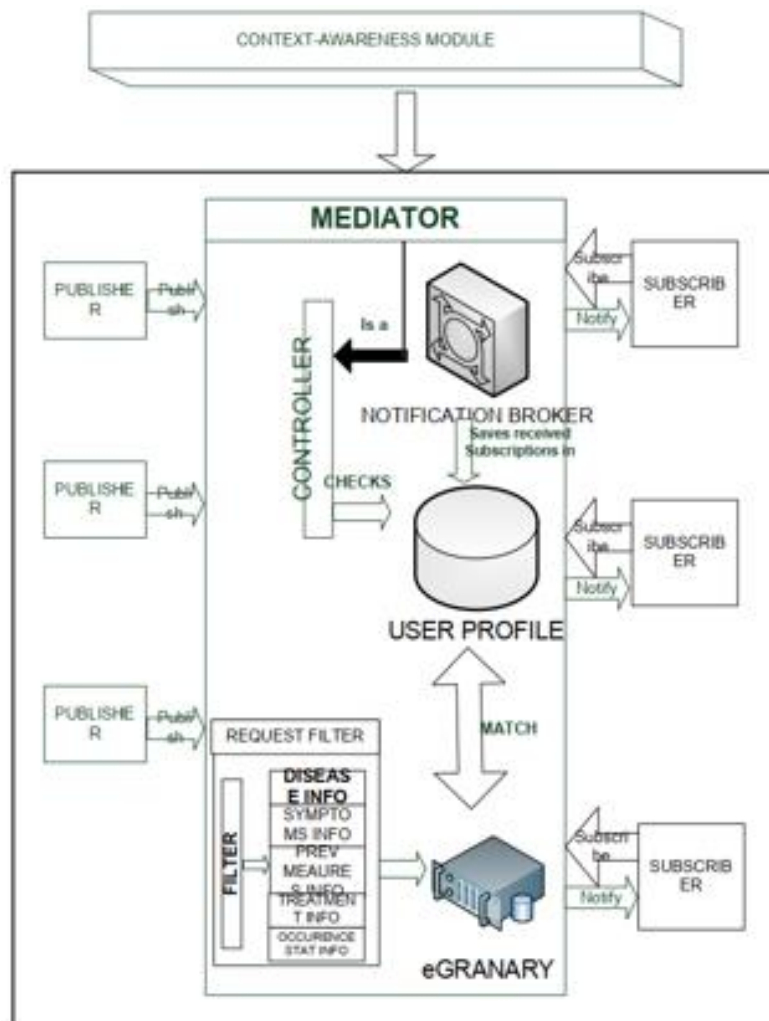 CONTEXT-AWARENESS MODULE
MEDIATOR
PUBLISHE
R
Publi
sh
Subscr
ibe
SUBSCRIB
ER
Notify
Is a
CONTROLLER
NOTIFICATION BROKER
Saves received
Subscriptions in
PUBLISHE
R
Publi
sh
CHECKS
Subscr
ibe
SUBSCRIB
ER
Notify
USER PROFILE
PUBLISHE
R
Publi
sh
MATCH
REQUEST FILTER
FILTER
DISEAS
E INFO
SYMPTO
MS INFO
PREV
MEAURE
S INFO
TREATMEN
T INFO
OCCURENCE
STAT INFO
Subscri
be
SUBSCRIB
ER
Notify
eGRANARY